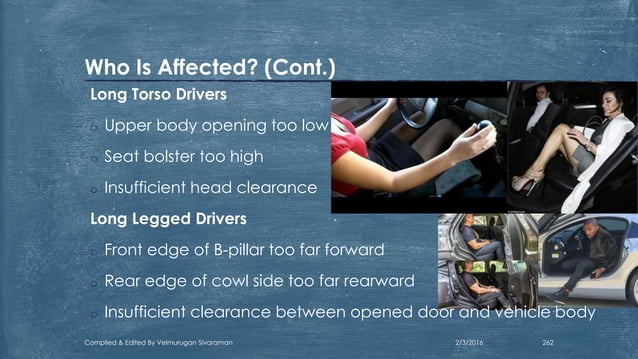 Who Is Affected? (Cont.)
Long Torso Drivers
o Upper body opening too low
o Seat bolster too high
o Insufficient head clearance
Long Legged Drivers
o Front edge of B-pillar too far forward
o Rear edge of cowl side too far rearward
o Insufficient clearance between opened door and vehicle body
Complied & Edited By Velmurugan Sivaraman 2/3/2016 262